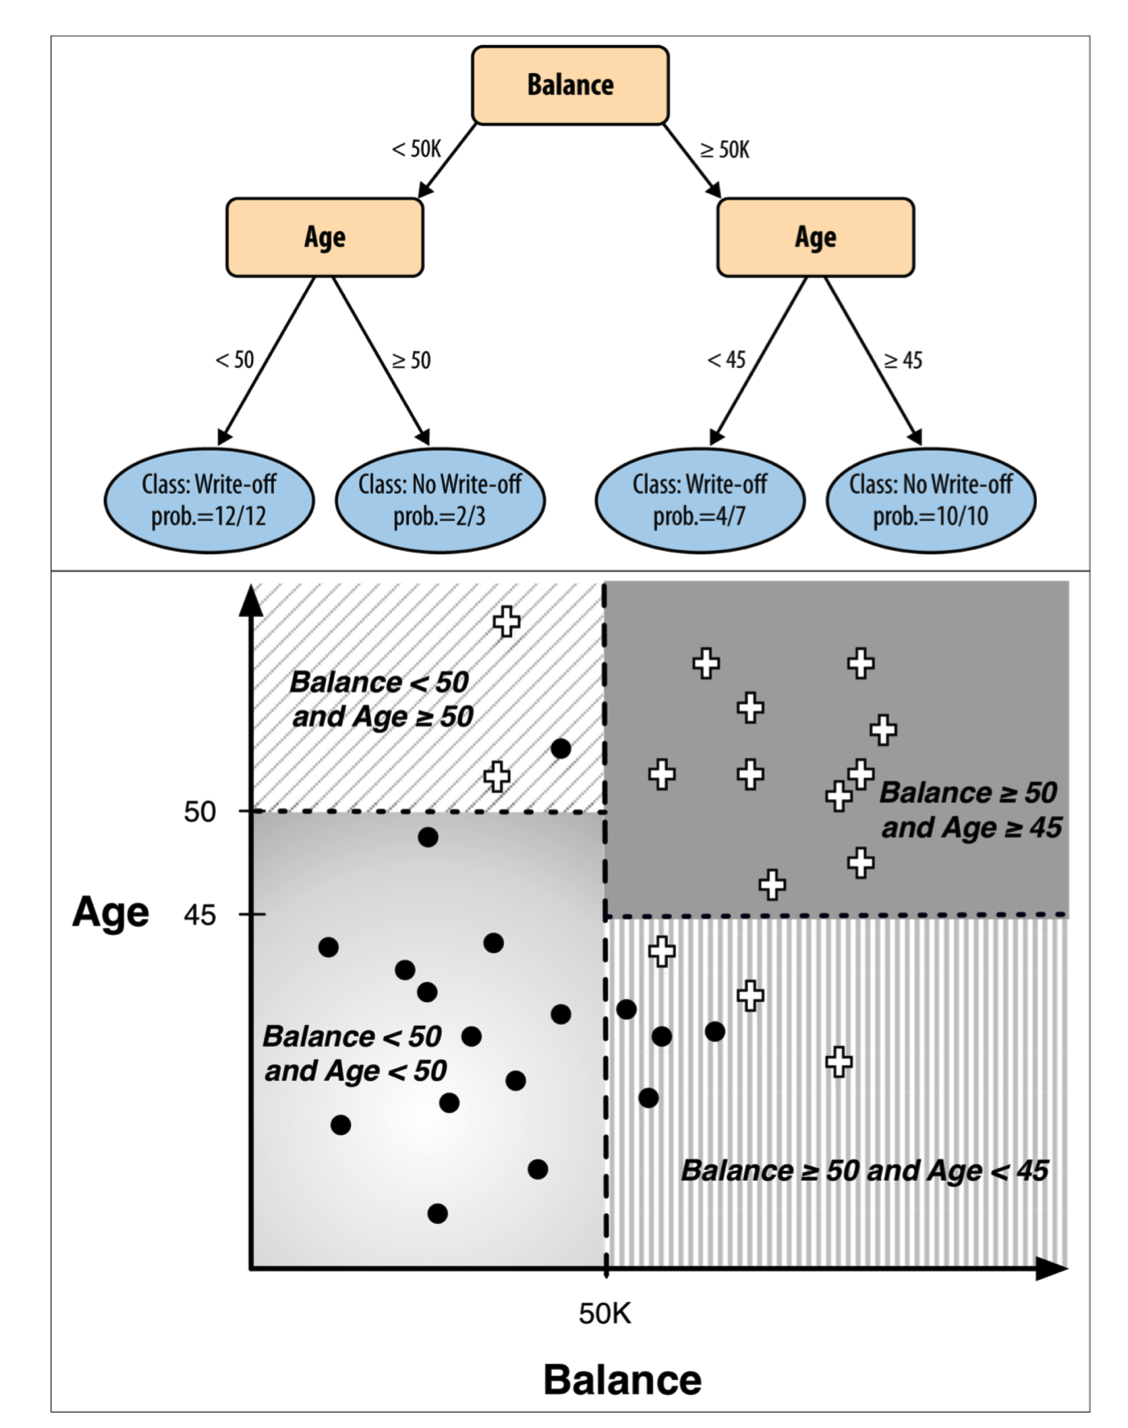 Balance
< 50K
≥ 50K
Age
Age
< 50
≥ 50
< 45
≥ 45
Class: Write-off
prob.=12/12
Class: No Write-off
prob.=2/3
Class: Write-off
prob.=4/7
Class: No Write-off
prob.=10/10
Balance < 50
and Age ≥ 50
Balance ≥ 50
and Age ≥ 45
50
Age
45
Balance < 50
and Age < 50
Balance ≥ 50 and Age < 45
50K
Balance